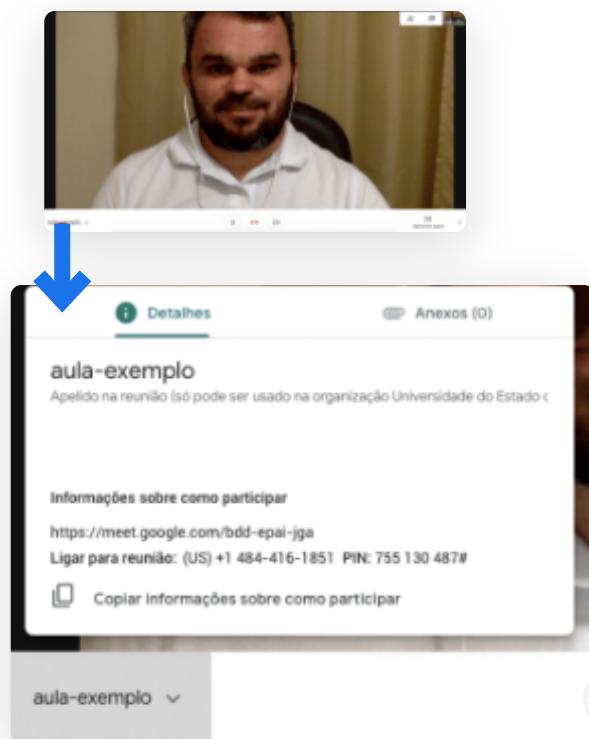 Detalhes
Anexos (0)
aula-exemplo
Apelido na reunião (só pode ser usado na organização Universidade do Estado c
Informações sobre como participar
https://meet.google.com/bdd-epai-jga
Ligar para reunião: (US) +1 484-416-1851 PIN: 755 130 487#
Copiar informações sobre como participar
aula-exemplo